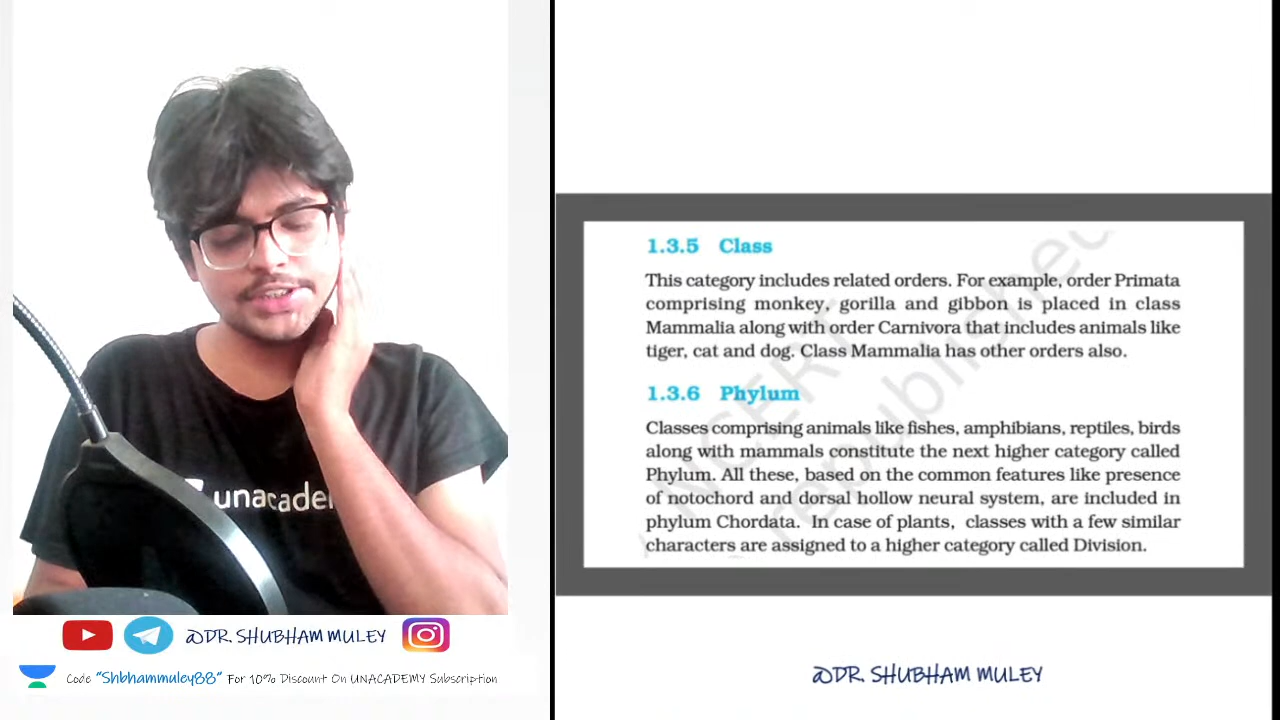 unacade
@DR. SHUBHAM MULEY
Code "Shbhammuley88" For 10% Discount On UNACADEMY Subscription
1.3.5 Class
This category includes related orders. For example, order Primata
comprising monkey, gorilla and gibbon is placed in class
Mammalia along with order Carnivora that includes animals like
tiger, cat and dog. Class Mammalia has other orders also.
1.3.6 Phylum
Classes comprising animals like fishes, amphibians, reptiles, birds
along with mammals constitute the next higher category called
Phylum. All these, based on the common features like presence
of notochord and dorsal hollow neural system, are included in
phylum Chordata. In case of plants, classes with a few similar
characters are assigned to a higher category called Division.
NCERT
republished
@DR. SHUBHAM MULEY